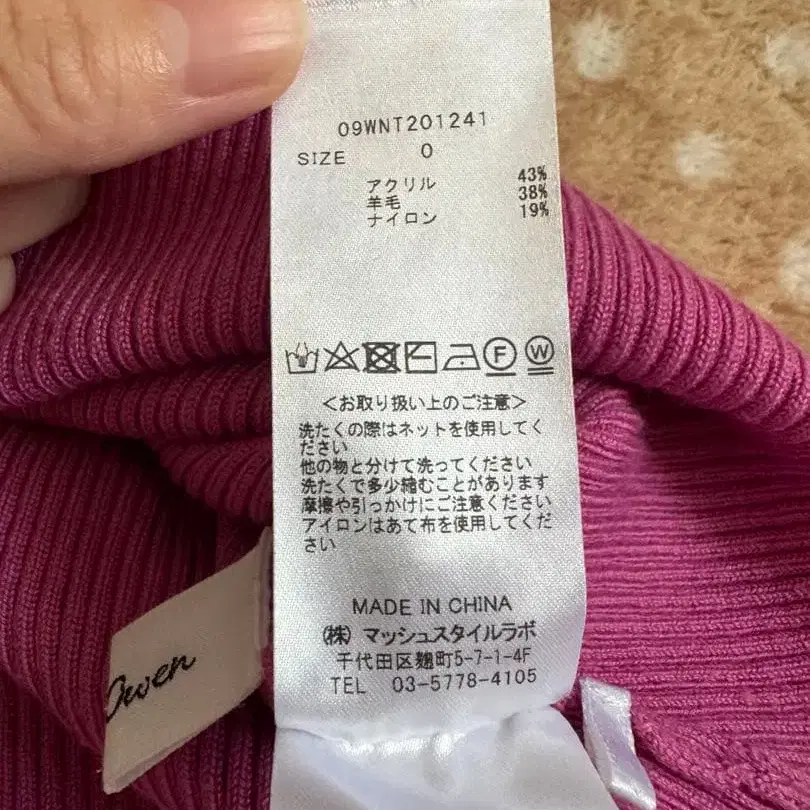 09WNT201241
SIZE 0
アクリル 43%
羊毛 38%
ナイロン 19%
F W
<お取り扱い上のご注意>
洗たくの際はネットを使用してく
ださい
他の物と分けて洗ってください
洗たくで多少縮むことがあります
摩擦や引っかけにご注意ください
アイロンはあて布を使用してくだ
さい
MADE IN CHINA
(株) マッシュスタイルラボ
千代田区麹町5-7-1-4F
TEL 03-5778-4105
Owen